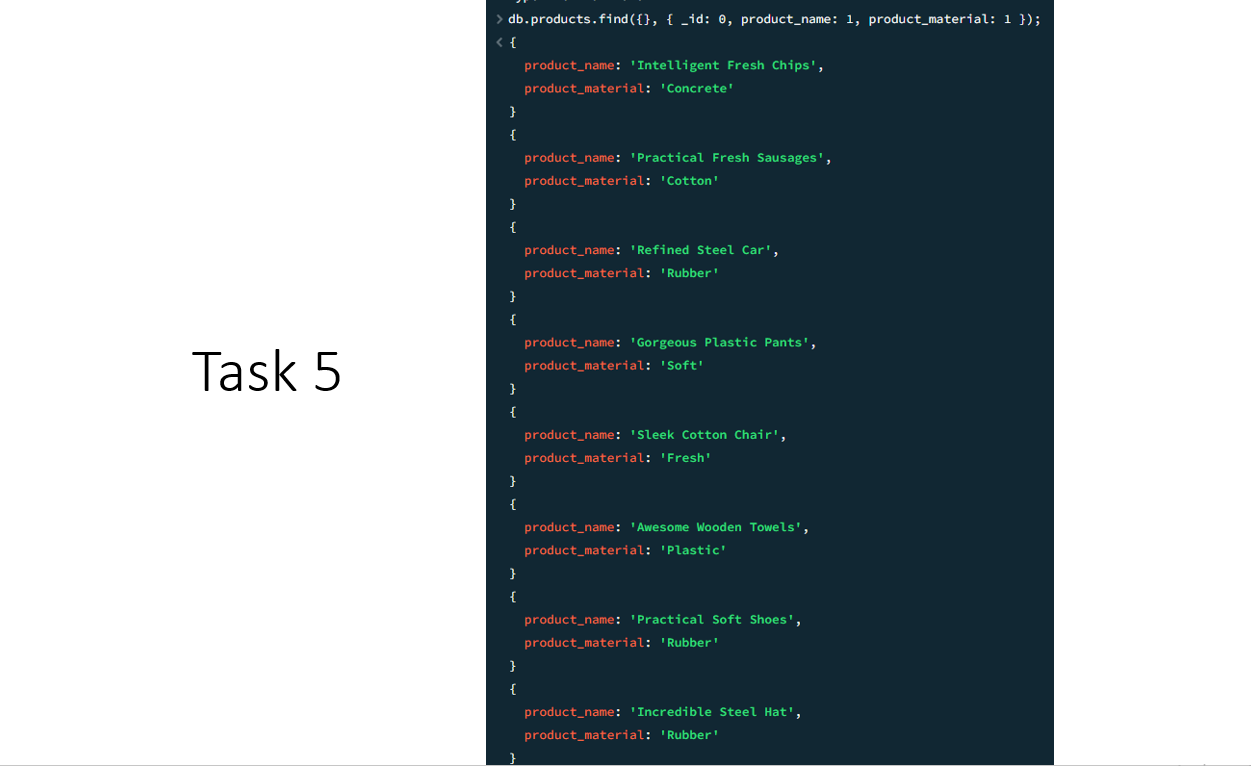 Task 5
> db.products.find({}, { _id: 0, product_name: 1, product_material: 1 });
< {
product_name: 'Intelligent Fresh Chips',
product_material: 'Concrete'
}
{
product_name: 'Practical Fresh Sausages',
product_material: 'Cotton'
}
{
product_name: 'Refined Steel Car',
product_material: 'Rubber'
}
{
product_name: 'Gorgeous Plastic Pants',
product_material: 'Soft'
}
{
product_name: 'Sleek Cotton Chair',
product_material: 'Fresh'
}
{
product_name: 'Awesome Wooden Towels',
product_material: 'Plastic'
}
{
product_name: 'Practical Soft Shoes',
product_material: 'Rubber'
}
{
product_name: 'Incredible Steel Hat',
product_material: 'Rubber'
}